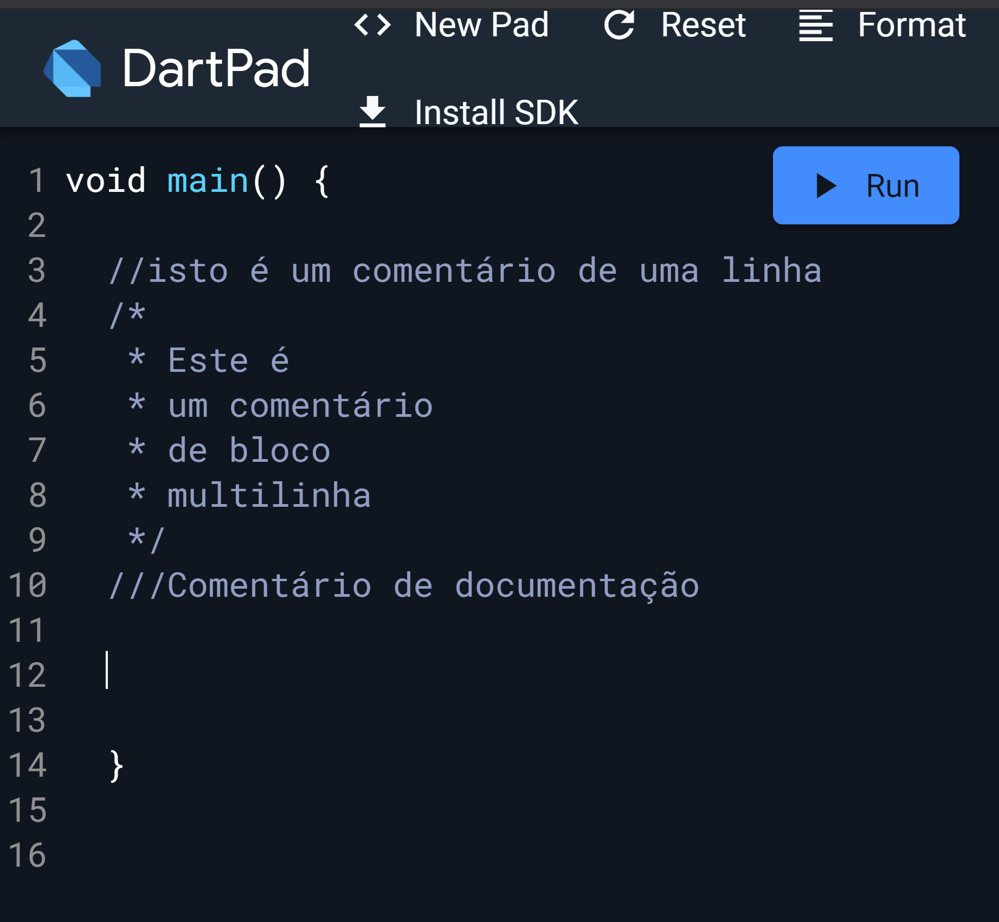 New Pad Reset Format
DartPad
Install SDK
Run
1 void main() {
2
3 //isto é um comentário de uma linha
4 /*
5 * Este é
6 * um comentário
7 * de bloco
8 * multilinha
9 */
10 ///Comentário de documentação
11
12
13
14 }
15
16